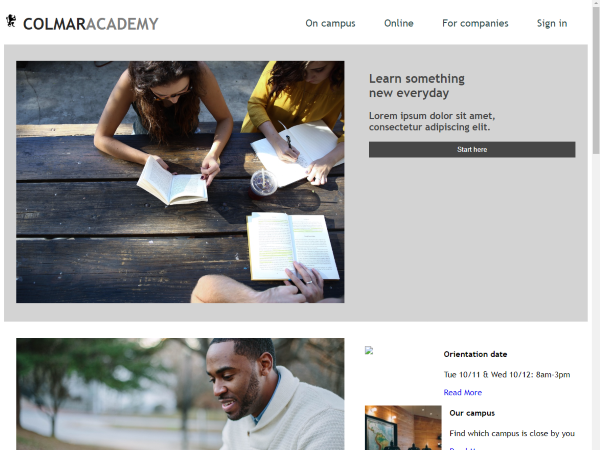 COLMARACADEMY
On campus
Online
For companies
Sign in
Learn something
new everyday
Lorem ipsum dolor sit amet,
consectetur adipiscing elit.
Start here
Orientation date
Tue 10/11 & Wed 10/12: 8am-3pm
Read More
Our campus
Find which campus is close by you